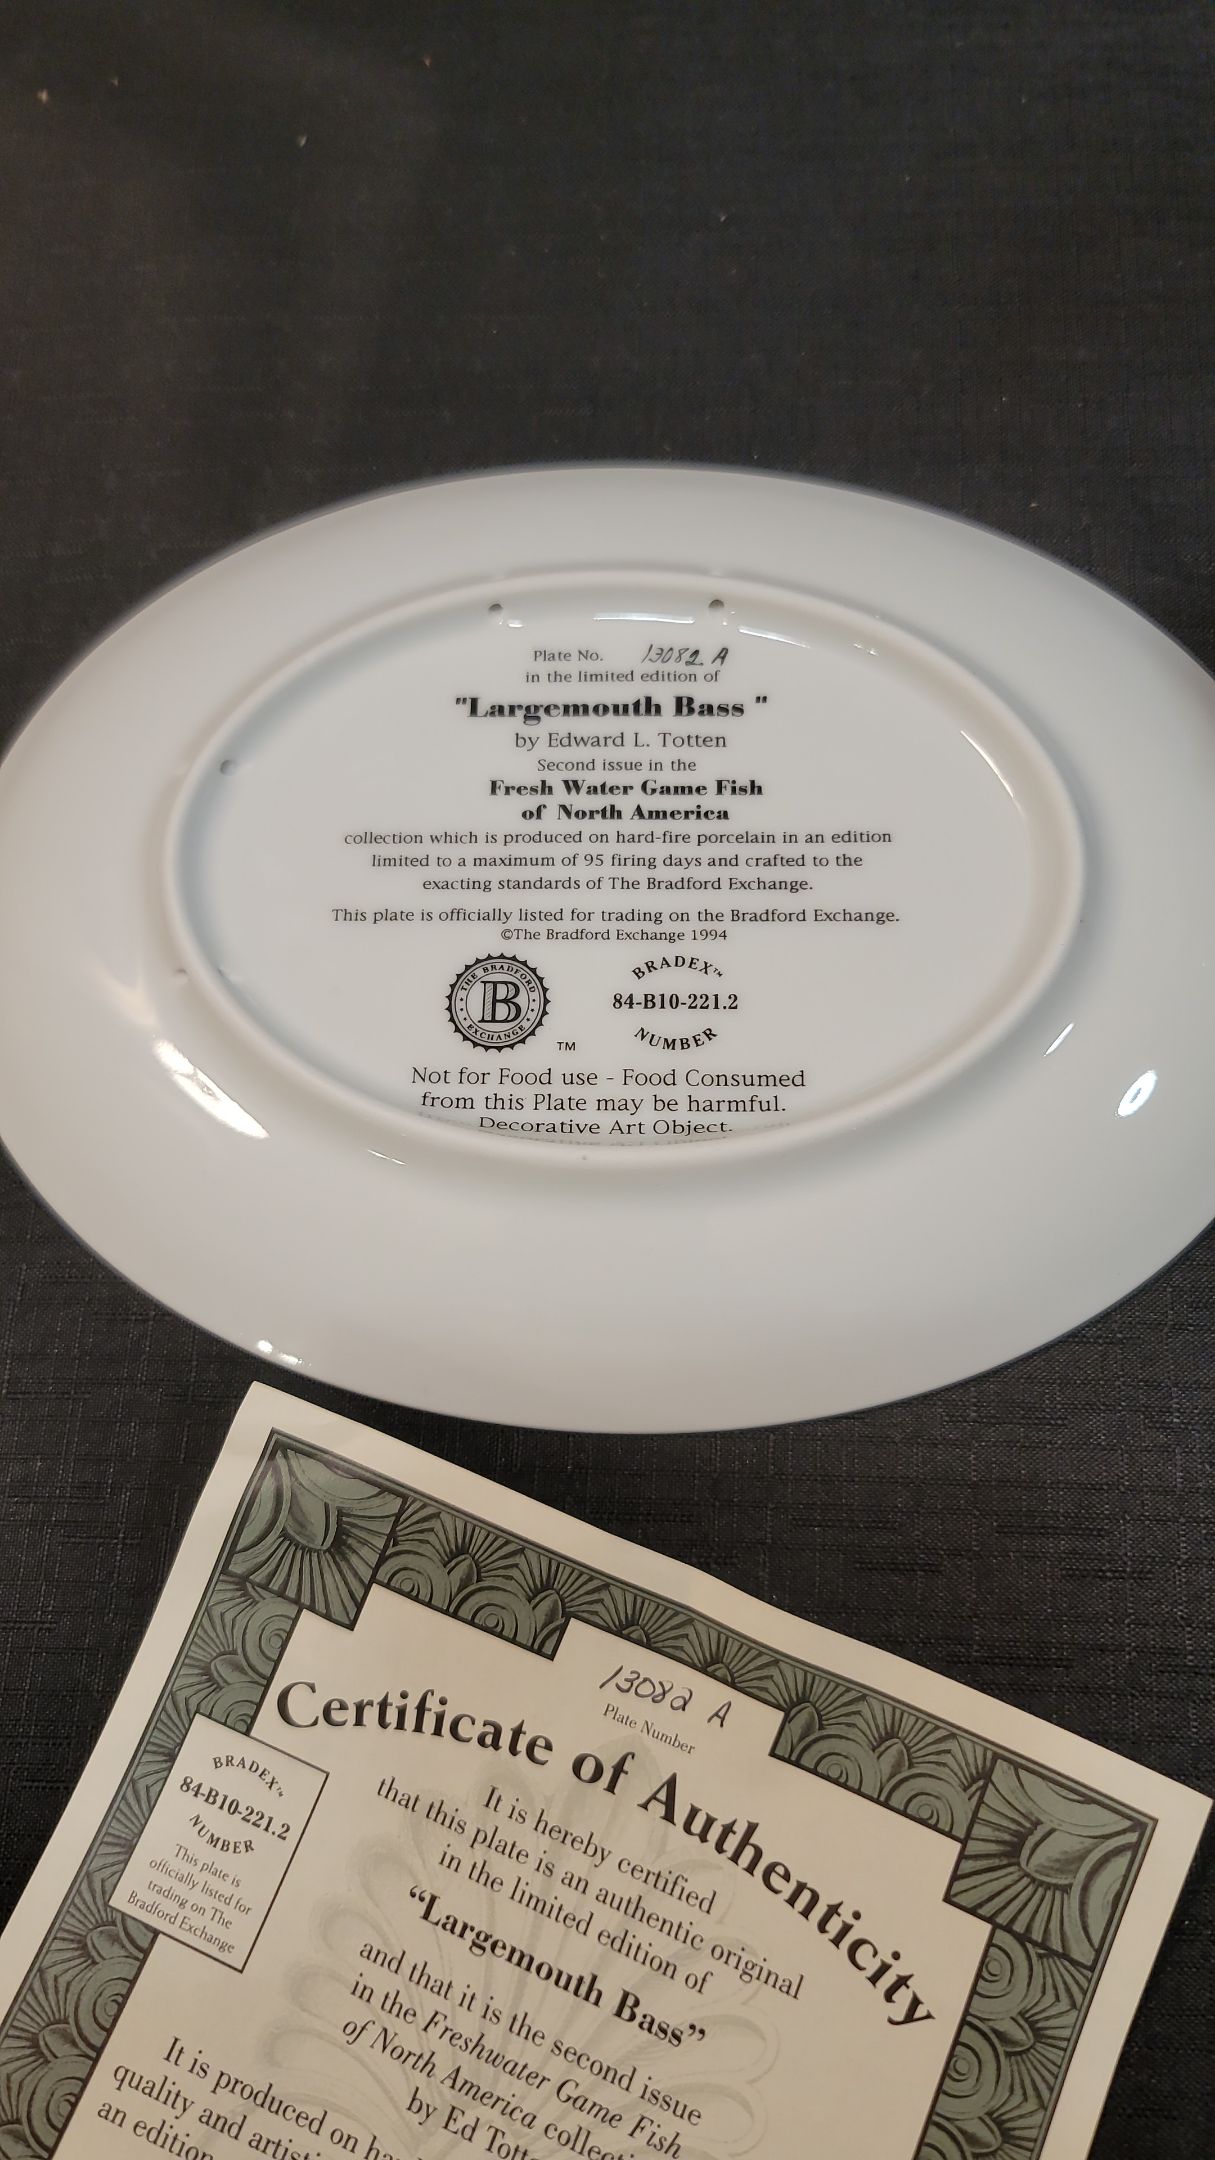 Plate No. 13082 A
in the limited edition of
"Largemouth Bass "
by Edward L. Totten
Second issue in the
Fresh Water Game Fish
of North America
collection which is produced on hard-fire porcelain in an edition
limited to a maximum of 95 firing days and crafted to the
exacting standards of The Bradford Exchange.
This plate is officially listed for trading on the Bradford Exchange.
©The Bradford Exchange 1994
THE BRADFORD
B
EXCHANGE
TM
BRADEX™
84-B10-221.2
NUMBER
Not for Food use - Food Consumed
from this Plate may be harmful.
Decorative Art Object.
13082 A
Plate Number
Certificate of Authenticity
BRADEX™
84-B10-221.2
NUMBER
This plate is
officially listed for
trading on The
Bradford Exchange
It is hereby certified
that this plate is an authentic original
in the limited edition of
“Largemouth Bass”
and that it is the second issue
in the Freshwater Game Fish
of North America
by Ed
It is produced on
quality and
an edition